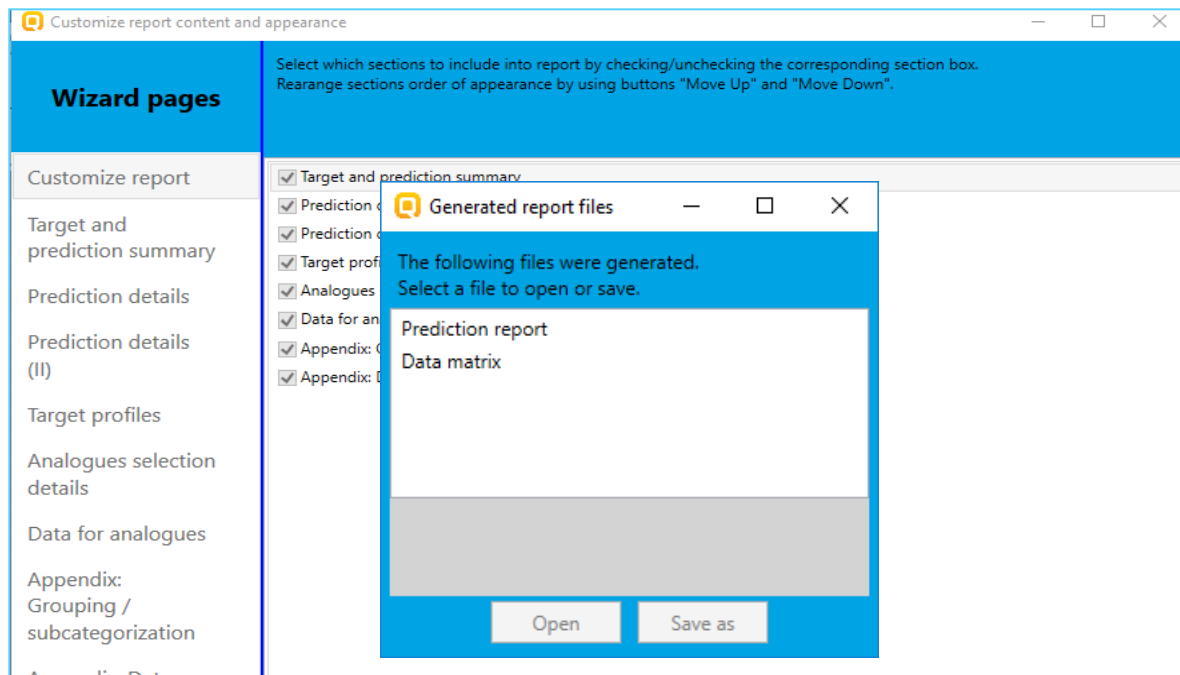 Customize report content and appearance
Select which sections to include into report by checking/unchecking the corresponding section box.
Rearrange sections order of appearance by using buttons "Move Up" and "Move Down".
Wizard pages
Customize report
Target and
prediction summary
Prediction details
Prediction details
(II)
Target profiles
Analogues selection
details
Data for analogues
Appendix:
Grouping /
subcategorization
Target and prediction summary
Prediction
Prediction
Target
Analogues
Data for
Appendix:
Appendix:
Generated report files
The following files were generated.
Select a file to open or save.
Prediction report
Data matrix
Open
Save as